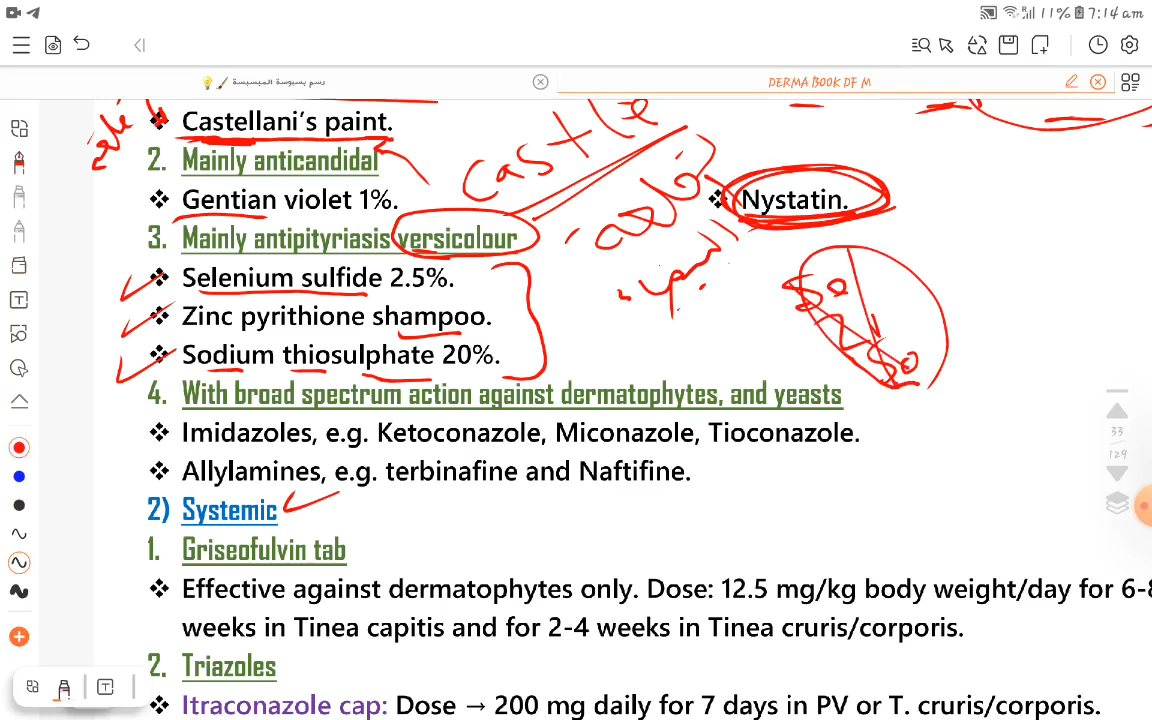 11% 7:14 am
رسم بسبوسة المبسبسة
DERMA BOOK DF M
❖ Castellani's paint.
castle
2. Mainly anticandidal
❖ Gentian violet 1%.
❖ Nystatin.
3. Mainly antipityriasis versicolour
❖ Selenium sulfide 2.5%.
❖ Zinc pyrithione shampoo.
❖ Sodium thiosulphate 20%.
4. With broad spectrum action against dermatophytes, and yeasts
❖ Imidazoles, e.g. Ketoconazole, Miconazole, Tioconazole.
❖ Allylamines, e.g. terbinafine and Naftifine.
2) Systemic
1. Griseofulvin tab
❖ Effective against dermatophytes only. Dose: 12.5 mg/kg body weight/day for 6-8
weeks in Tinea capitis and for 2-4 weeks in Tinea cruris/corporis.
2. Triazoles
Itraconazole cap: Dose → 200 mg daily for 7 days in PV or T. cruris/corporis.
33
129